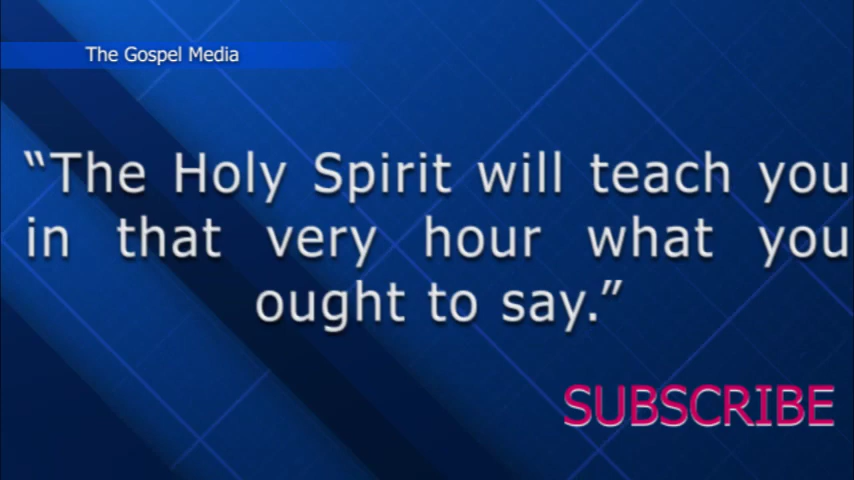 The Gospel Media
“The Holy Spirit will teach you
in that very hour what you
ought to say.”
SUBSCRIBE